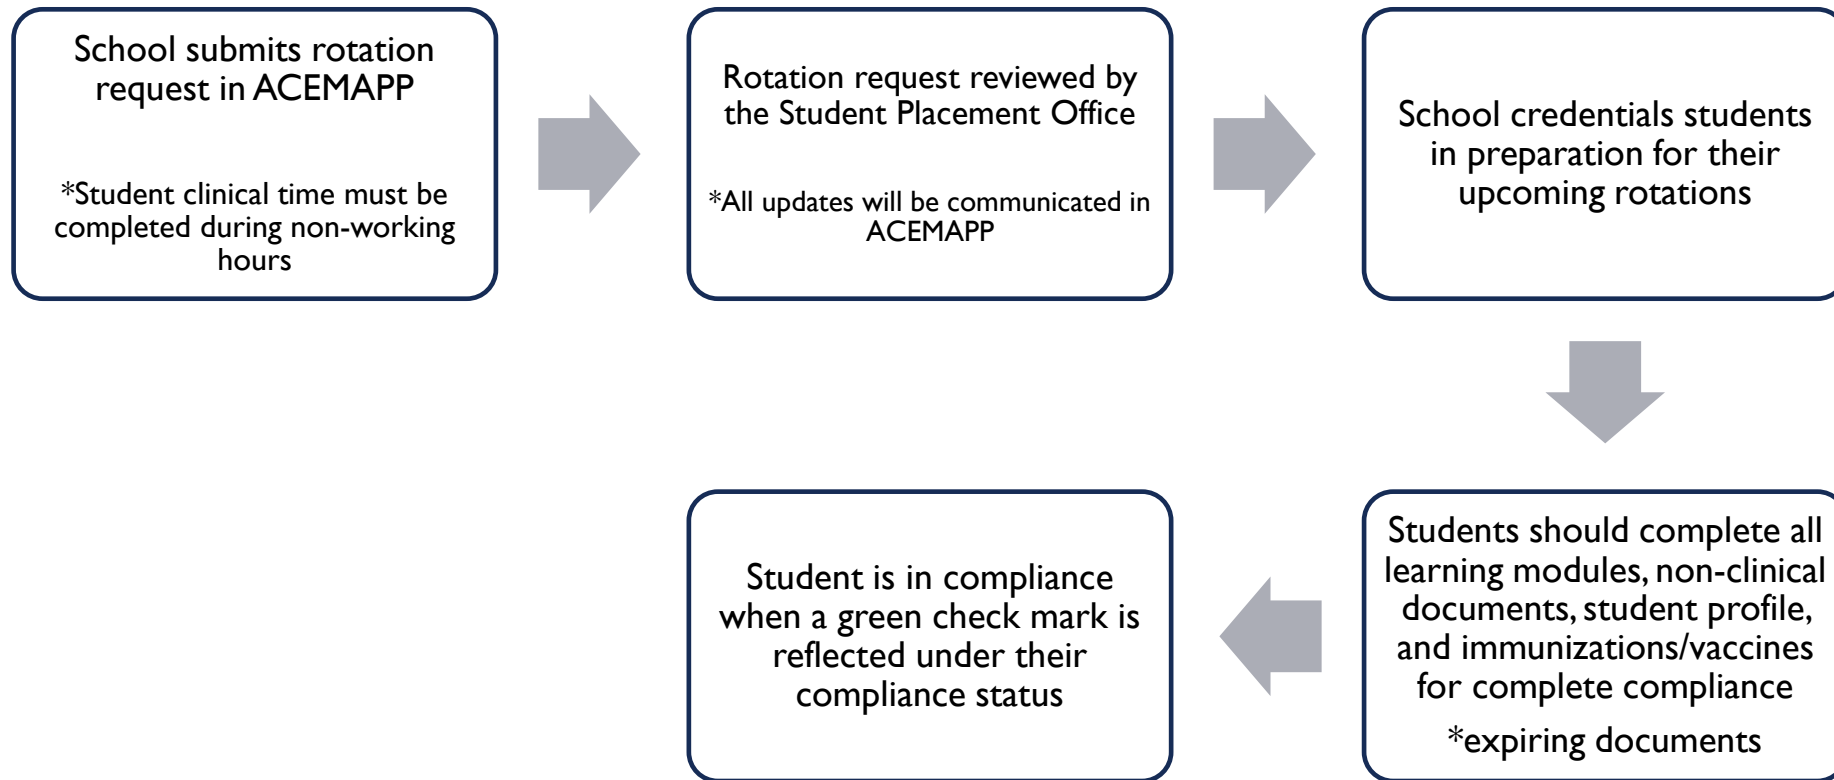 School submits rotation
request in ACEMAPP
*Student clinical time must be
completed during non-working
hours
Rotation request reviewed by
the Student Placement Office
*All updates will be communicated in
ACEMAPP
School credentials students
in preparation for their
upcoming rotations
Students should complete all
learning modules, non-clinical
documents, student profile,
and immunizations/vaccines
for complete compliance
*expiring documents
Student is in compliance
when a green check mark is
reflected under their
compliance status